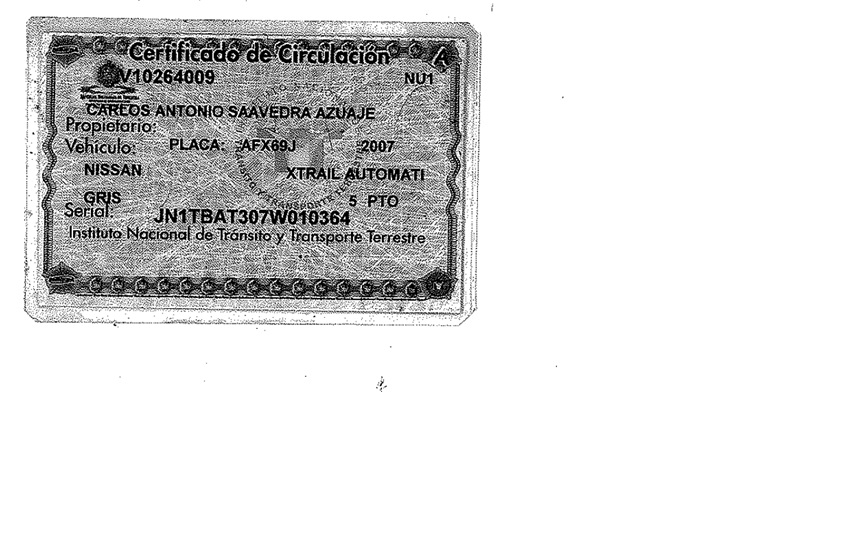 Certificado de Circulación A
V10264009 NU1
CARLOS ANTONIO SAAVEDRA AZUAJE
Propietario:
Vehículo: PLACA: AFX69J 2007
NISSAN XTRAIL AUTOMATI
GRIS 5 PTO
Serial: JN1TBAT307W010364
Instituto Nacional de Tránsito y Transporte Terrestre